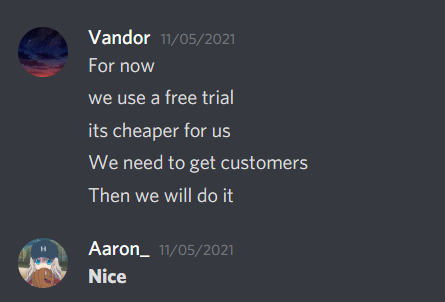 Vandor 11/05/2021
For now
we use a free trial
its cheaper for us
We need to get customers
Then we will do it
Aaron_ 11/05/2021
Nice